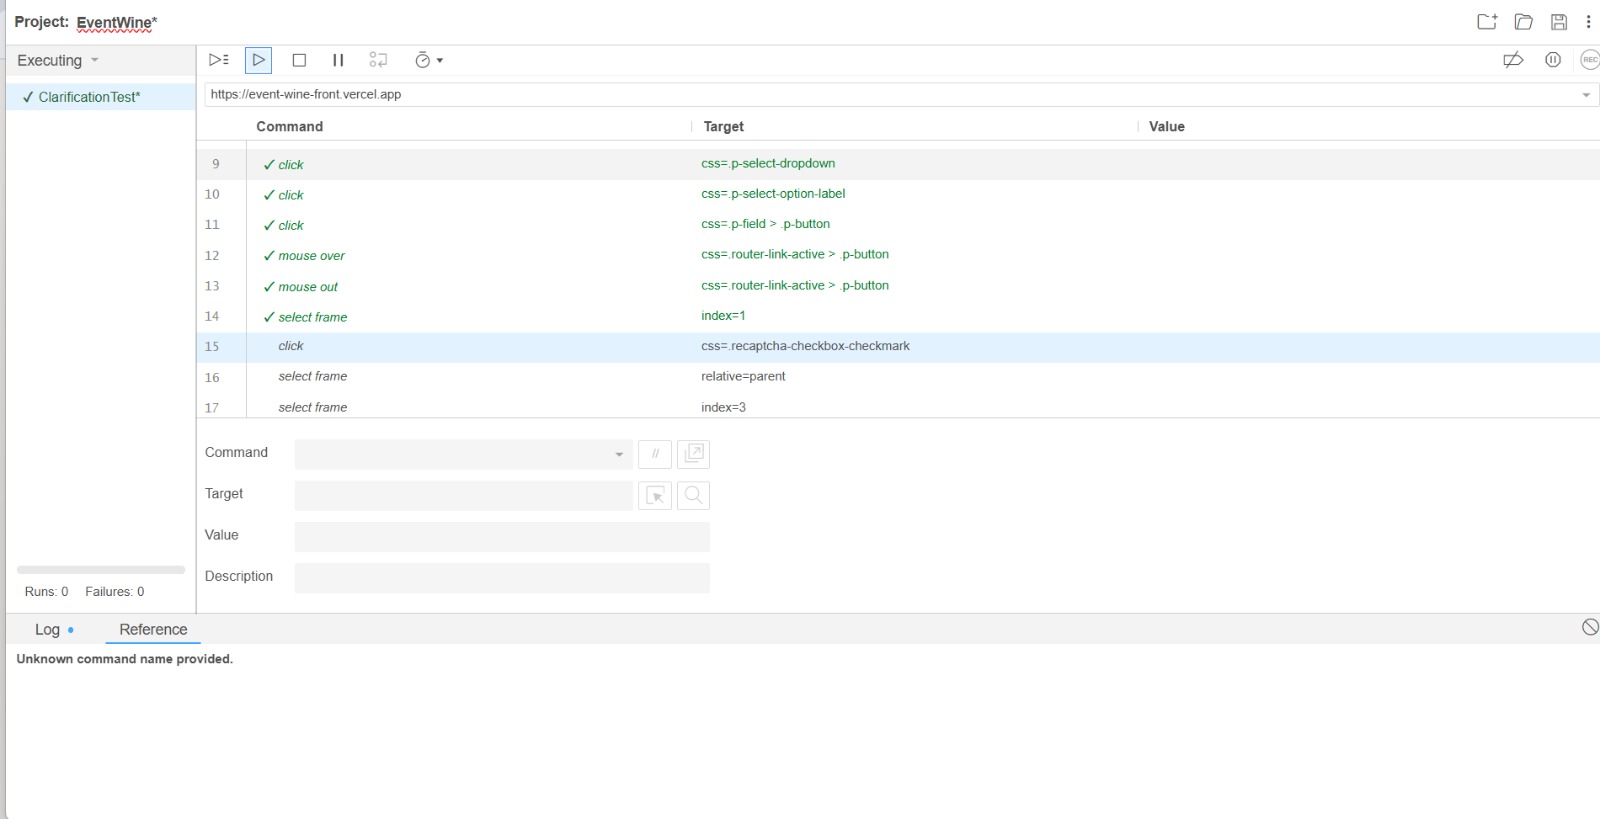 Project: EventWine*
Executing
REC
✓ ClarificationTest*
https://event-wine-front.vercel.app
Command Target Value
9 ✓ click css=.p-select-dropdown
10 ✓ click css=.p-select-option-label
11 ✓ click css=.p-field > .p-button
12 ✓ mouse over css=.router-link-active > .p-button
13 ✓ mouse out css=.router-link-active > .p-button
14 ✓ select frame index=1
15 click css=.recaptcha-checkbox-checkmark
16 select frame relative=parent
17 select frame index=3
Command //
Target
Value
Description
Runs: 0 Failures: 0
Log Reference
Unknown command name provided.